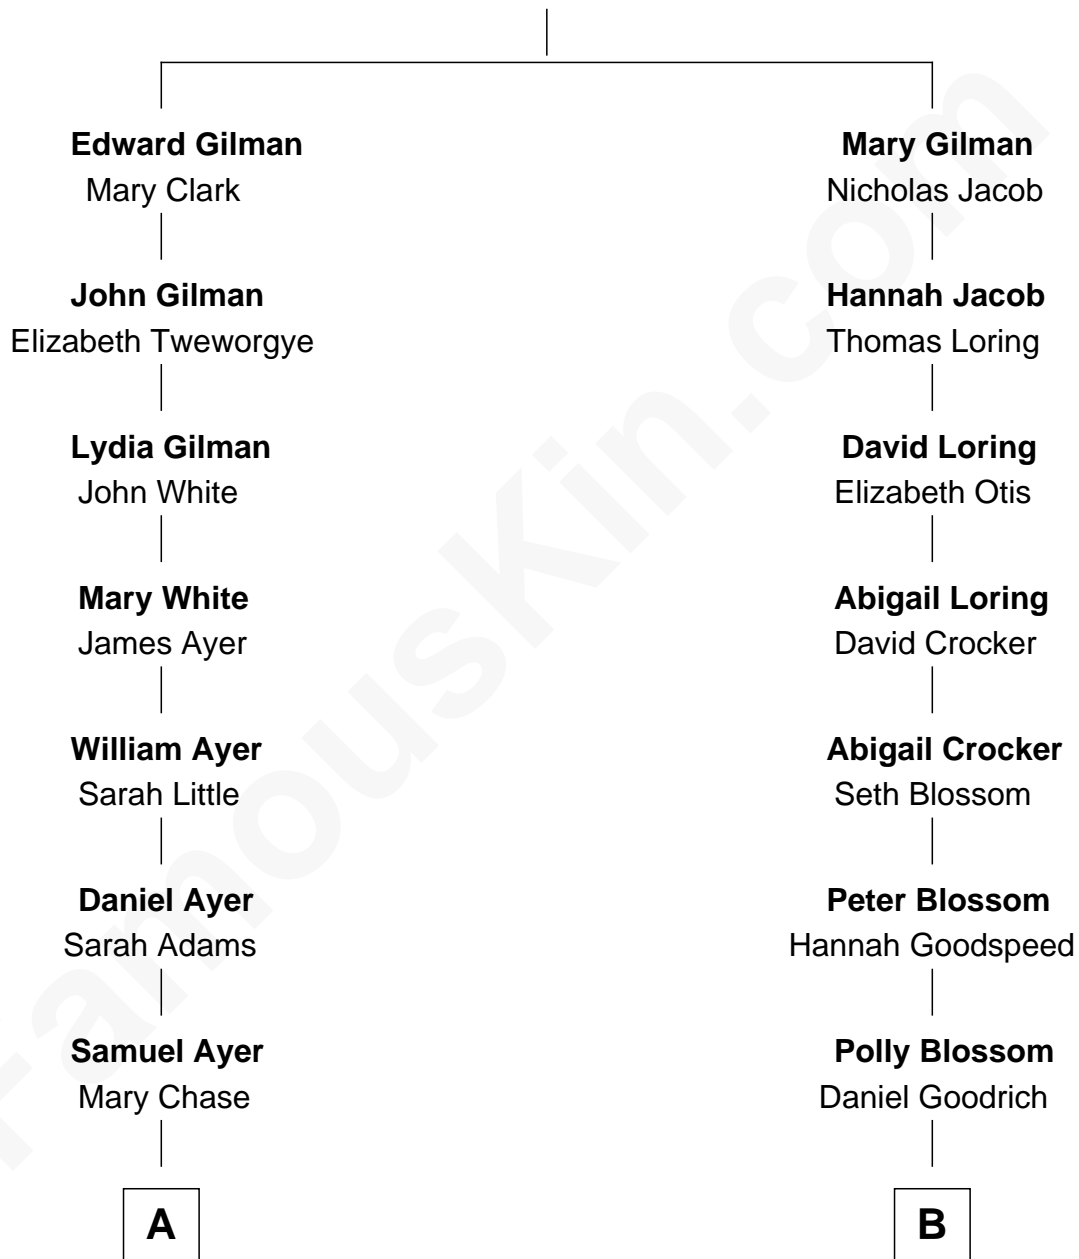 Edward Gilman
Mary Clark
John Gilman
Elizabeth Tweworgye
Lydia Gilman
John White
Mary White
James Ayer
William Ayer
Sarah Little
Daniel Ayer
Sarah Adams
Samuel Ayer
Mary Chase
A
Mary Gilman
Nicholas Jacob
Hannah Jacob
Thomas Loring
David Loring
Elizabeth Otis
Abigail Loring
David Crocker
Abigail Crocker
Seth Blossom
Peter Blossom
Hannah Goodspeed
Polly Blossom
Daniel Goodrich
B
FamousKin.com